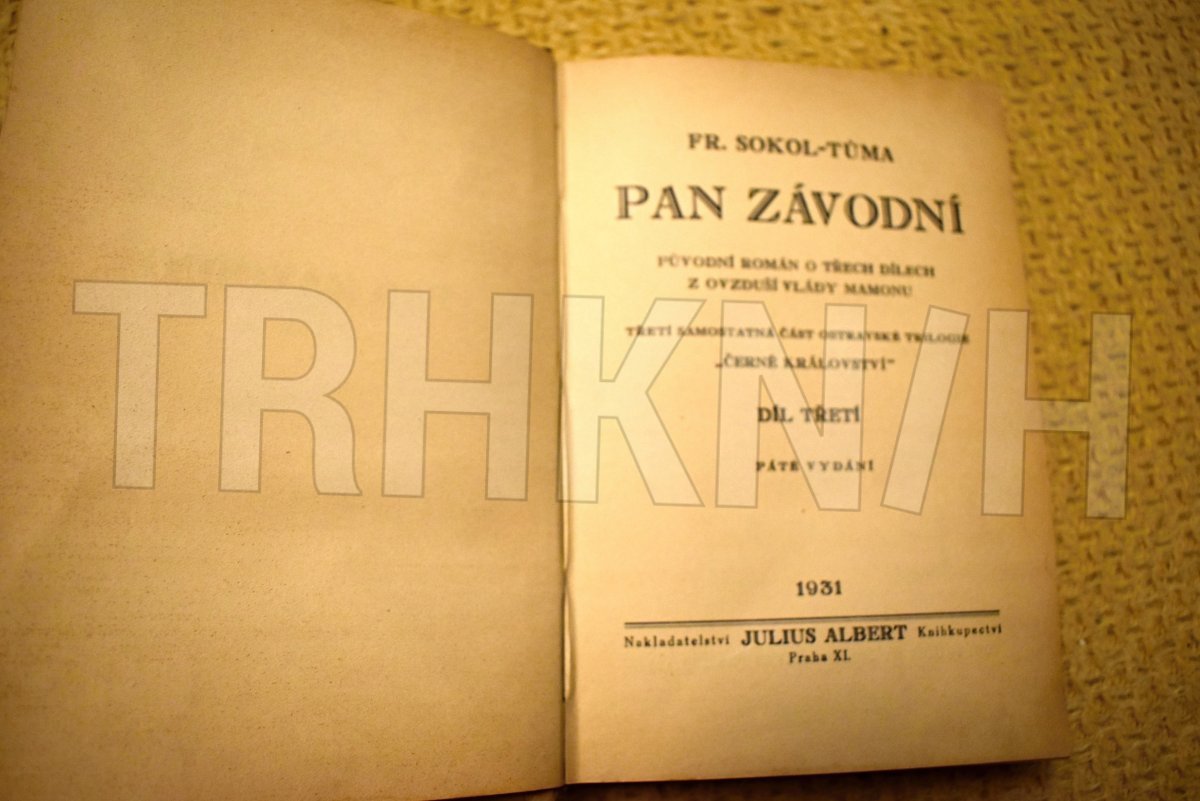 FR. SOKOL-TŮMA
PAN ZÁVODNÍ
PŮVODNÍ ROMÁN O TŘECH DÍLECH
Z OVZDUŠÍ VLÁDY MAMONU
TŘETÍ SAMOSTATNÁ ČÁST OSTRAVSKÉ TRILOGIE
„ČERNÉ KRÁLOVSTVÍ“
DÍL TŘETÍ
PÁTÉ VYDÁNÍ
TRHKN/H
1931
Nakladatelství JULIUS ALBERT Knihkupectví
Praha XI.